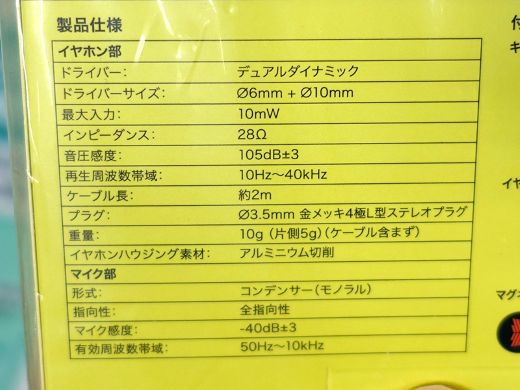 製品仕様
イヤホン部
ドライバー： デュアルダイナミック
ドライバーサイズ： Ø6mm + Ø10mm
最大入力： 10mW
インピーダンス： 28Ω
音圧感度： 105dB±3
再生周波数帯域： 10Hz～40kHz
ケーブル長： 約2m
プラグ： Ø3.5mm 金メッキ4極L型ステレオプラグ
重量： 10g（片側5g）（ケーブル含まず）
イヤホンハウジング素材： アルミニウム切削
マイク部
形式： コンデンサー（モノラル）
指向性： 全指向性
マイク感度： -40dB±3
有効周波数帯域： 50Hz～10kHz
付
キ
イヤ
マグネ